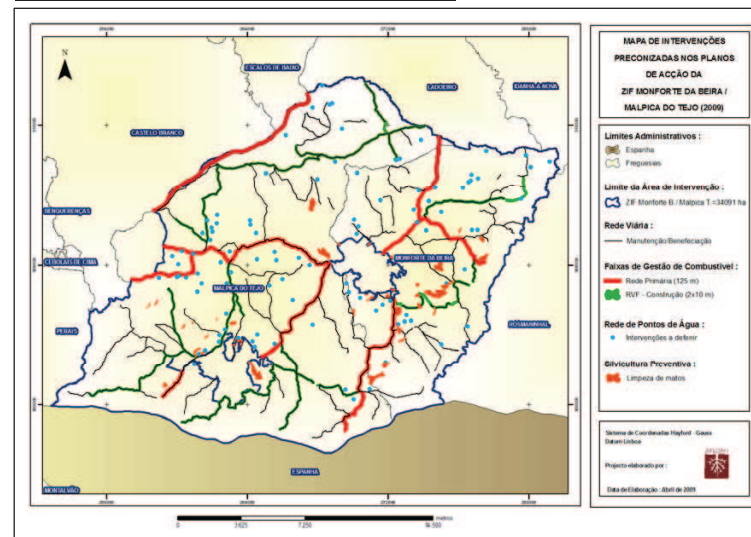 MAPA DE INTERVENÇÕES
PRECONIZADAS NOS PLANOS
DE ACÇÃO DA
ZIF MONFORTE DA BEIRA /
MALPICA DO TEJO (2009)
Limites Administrativos :
Espanha
Freguesias
Limite da Área de Intervenção :
ZIF Monforte B./ Malpica T.=34091 ha
Rede Viária :
Manutenção/Beneficiação
Faixas de Gestão de Combustível :
Rede Primária (125 m)
RVF - Construção (2x10 m)
Rede de Pontos de Água :
Intervenções a definir
Silvicultura Preventiva :
Limpeza de matos
Sistema de Coordenadas Hayford - Gauss
Datum Lisboa
Projecto elaborado por :
Data de Elaboração : Abril de 2009
N
ESCALOS DE BAIXO
LADOEIRO
IDANHA-A-NOVA
CASTELO BRANCO
BENQUERENÇAS
CEBOLAIS DE CIMA
MONFORTE DA BEIRA
MALPICA DO TEJO
PERAIS
ROSMANINHAL
ESPANHA
MONTALVÃO
metros
0
3.625
7.250
14.500